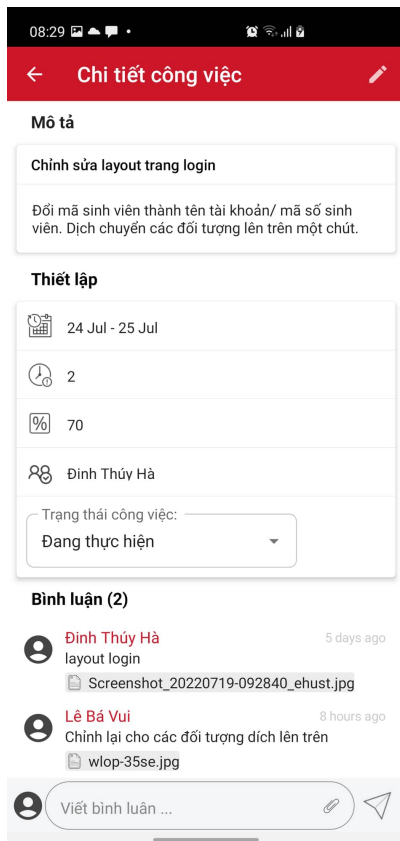 08:29
Chi tiết công việc
Mô tả
Chỉnh sửa layout trang login
Đổi mã sinh viên thành tên tài khoản/ mã số sinh
viên. Dịch chuyển các đối tượng lên trên một chút.
Thiết lập
24 Jul - 25 Jul
2
%
70
Đinh Thúy Hà
Trạng thái công việc:
Đang thực hiện
Bình luận (2)
Đinh Thúy Hà 5 days ago
layout login
Screenshot_20220719-092840_ehust.jpg
Lê Bá Vui 8 hours ago
Chỉnh lại cho các đối tượng dích lên trên
wlop-35se.jpg
Viết bình luận ...